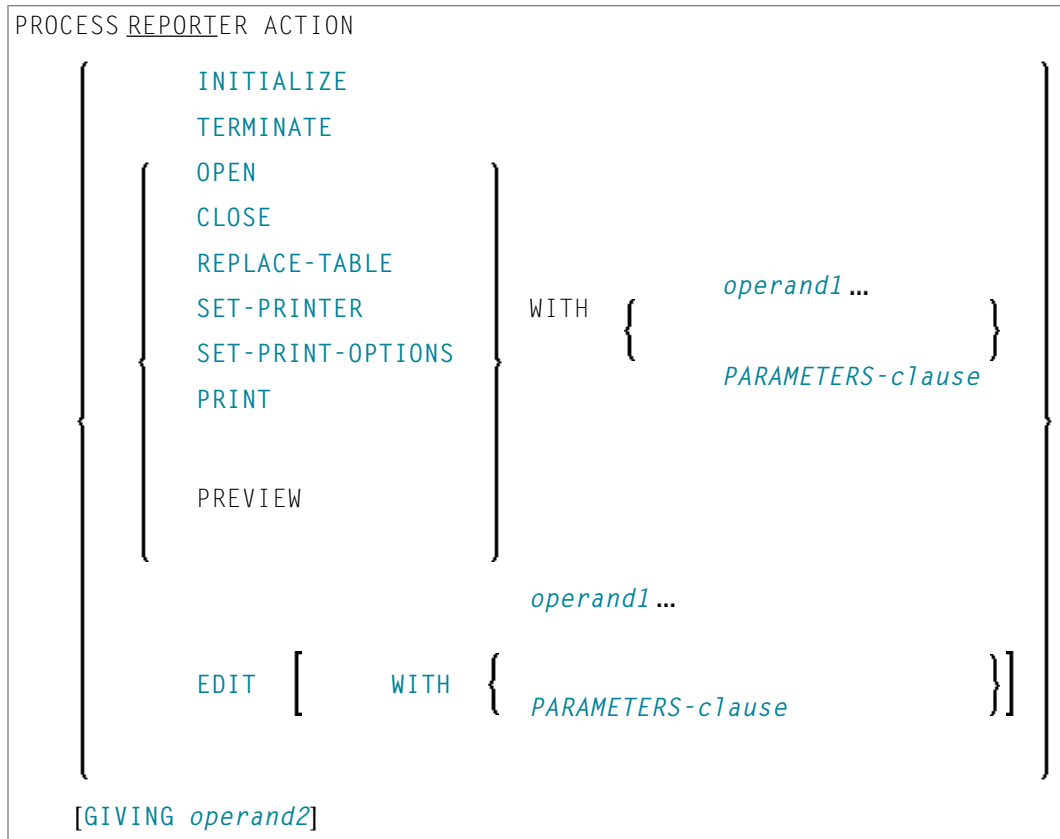 PROCESS REPORTER ACTION
INITIALIZE
TERMINATE
OPEN
CLOSE
REPLACE-TABLE
operand1 ...
SET-PRINTER
WITH
SET-PRINT-OPTIONS
PARAMETERS-clause
PRINT
PREVIEW
operand1 ...
EDIT [ WITH { }]
PARAMETERS-clause
[GIVING operand2]